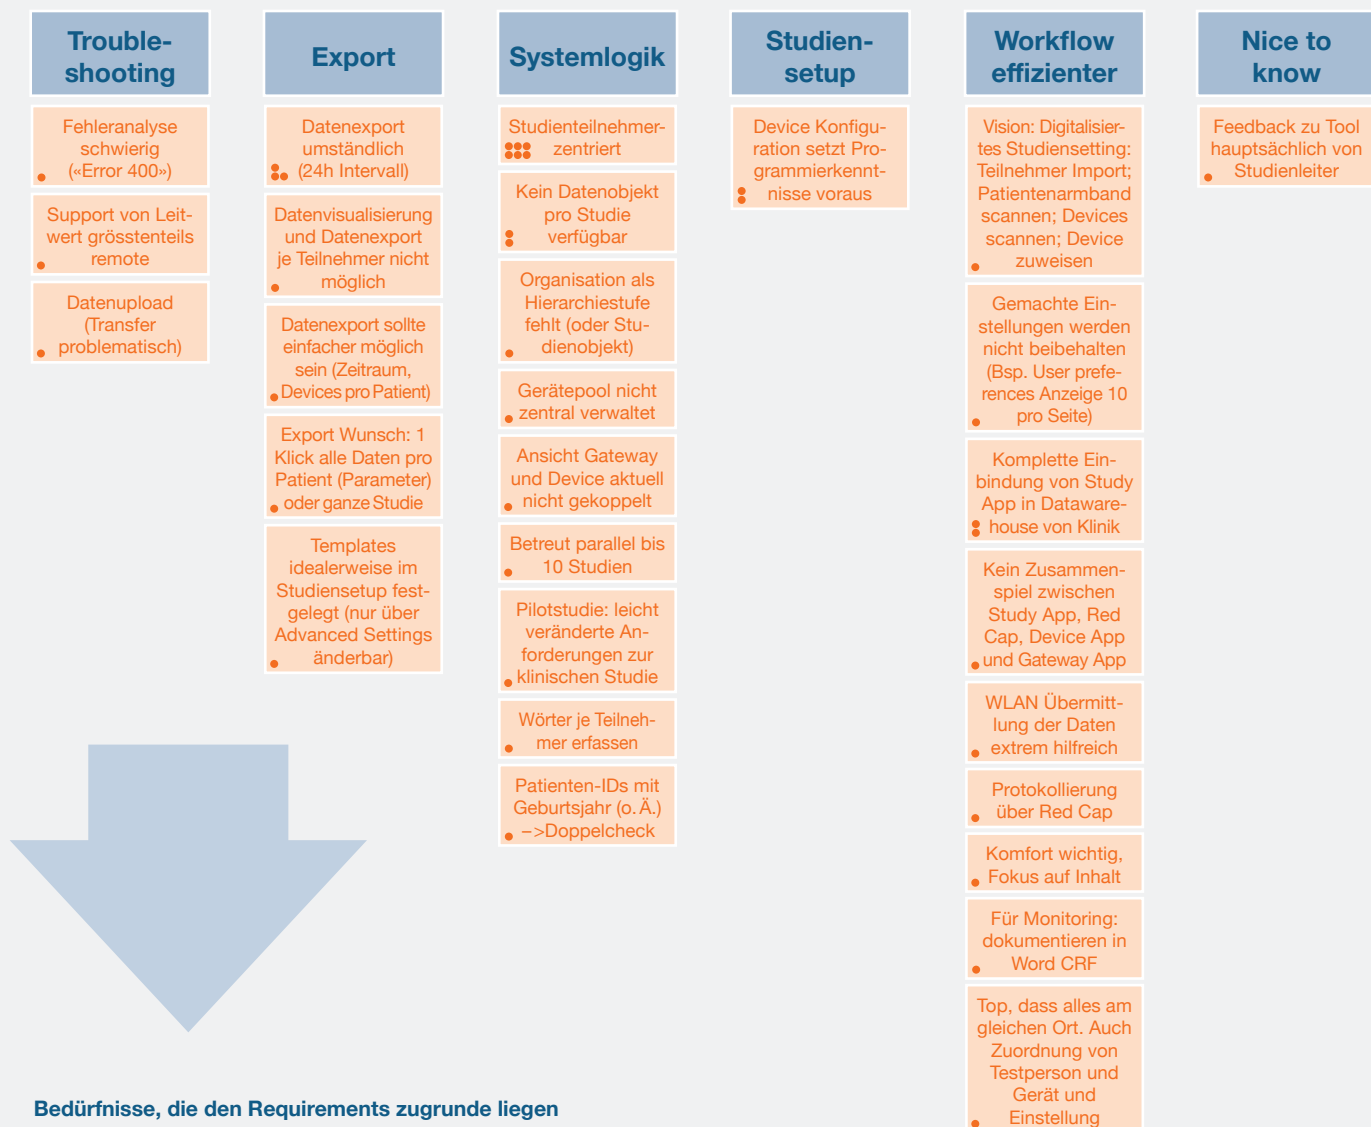 Trouble-
shooting
Fehleranalyse
schwierig
(«Error 400»)
Support von Leit-
wert grösstenteils
remote
Datenupload
(Transfer
problematisch)
Export
Datenexport
umständlich
(24h Intervall)
Datenvisualisierung
und Datenexport
je Teilnehmer nicht
möglich
Datenexport sollte
einfacher möglich
sein (Zeitraum,
Devices pro Patient)
Export Wunsch: 1
Klick alle Daten pro
Patient (Parameter)
oder ganze Studie
Templates
idealerweise im
Studiensetup fest-
gelegt (nur über
Advanced Settings
änderbar)
Systemlogik
Studienteilnehmer-
zentriert
Kein Datenobjekt
pro Studie
verfügbar
Organisation als
Hierarchiestufe
fehlt (oder Stu-
dienobjekt)
Gerätepool nicht
zentral verwaltet
Ansicht Gateway
und Device aktuell
nicht gekoppelt
Betreut parallel bis
10 Studien
Pilotstudie: leicht
veränderte An-
forderungen zur
klinischen Studie
Wörter je Teilneh-
mer erfassen
Patienten-IDs mit
Geburtsjahr (o. Ä.)
–>Doppelcheck
Studien-
setup
Device Konfigu-
ration setzt Pro-
grammierkennt-
nisse voraus
Workflow
effizienter
Vision: Digitalisier-
tes Studiensetting:
Teilnehmer Import;
Patientenarmband
scannen; Devices
scannen; Device
zuweisen
Gemachte Ein-
stellungen werden
nicht beibehalten
(Bsp. User prefe-
rences Anzeige 10
pro Seite)
Komplette Ein-
bindung von Study
App in Dataware-
house von Klinik
Kein Zusammen-
spiel zwischen
Study App, Red
Cap, Device App
und Gateway App
WLAN Übermitt-
lung der Daten
extrem hilfreich
Protokollierung
über Red Cap
Komfort wichtig,
Fokus auf Inhalt
Für Monitoring:
dokumentieren in
Word CRF
Top, dass alles am
gleichen Ort. Auch
Zuordnung von
Testperson und
Gerät und
Einstellung
Nice to
know
Feedback zu Tool
hauptsächlich von
Studienleiter
Bedürfnisse, die den Requirements zugrunde liegen